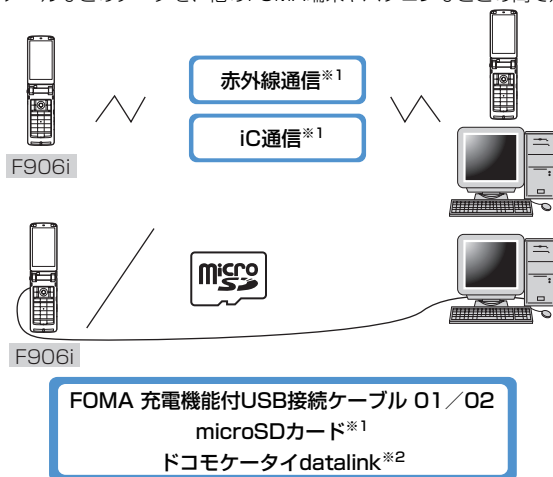 赤外線通信※1
iC通信※1
F906i
micro SD
F906i
FOMA 充電機能付USB接続ケーブル 01／02
microSDカード※1
ドコモケータイdatalink※2